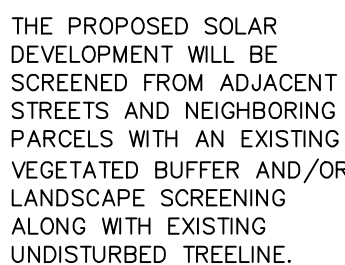 THE PROPOSED SOLAR
DEVELOPMENT WILL BE
SCREENED FROM ADJACENT
STREETS AND NEIGHBORING
PARCELS WITH AN EXISTING
VEGETATED BUFFER AND/OR
LANDSCAPE SCREENING
ALONG WITH EXISTING
UNDISTURBED TREELINE.